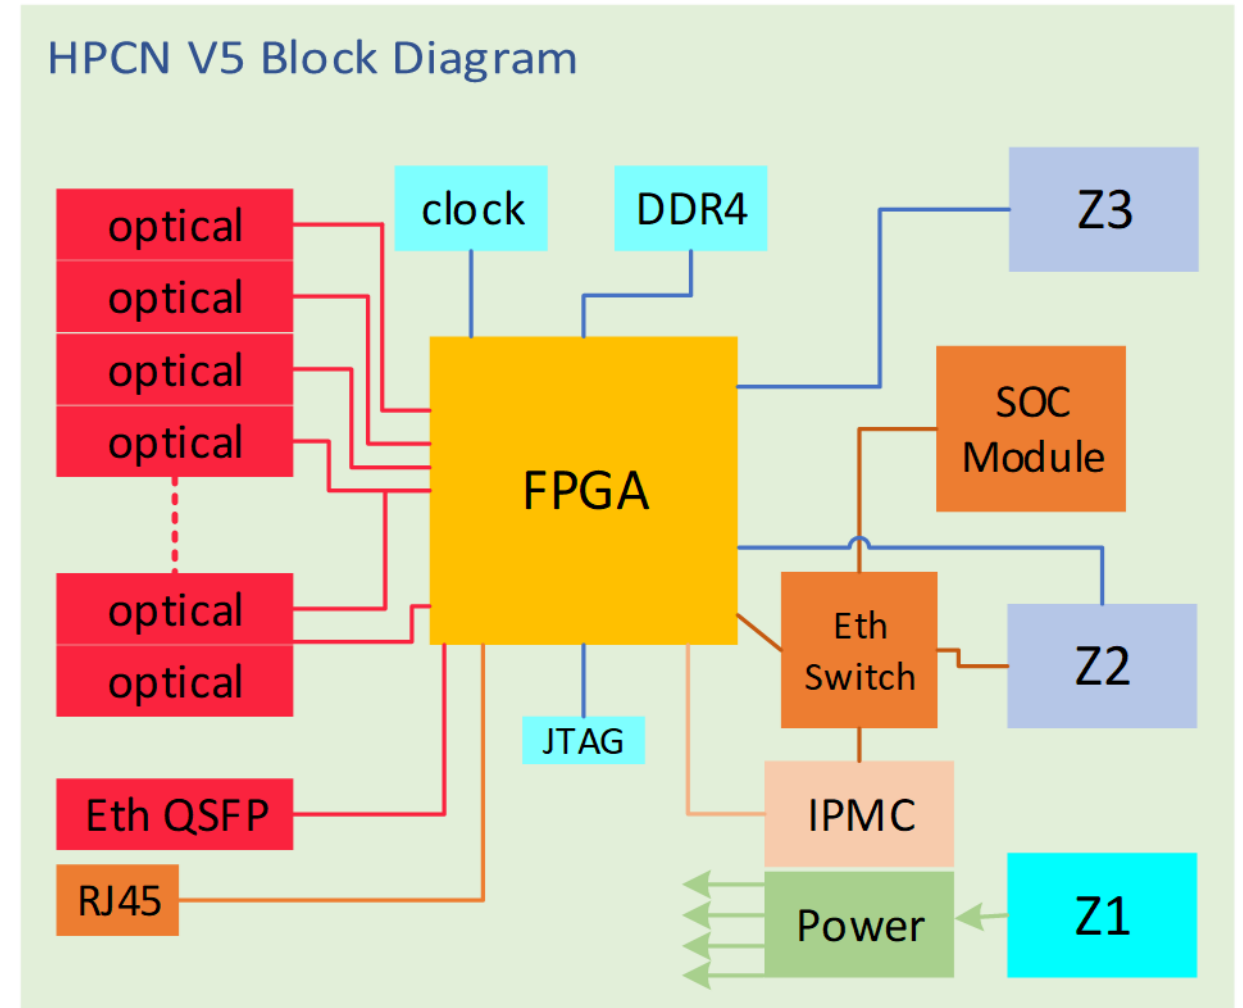 HPCN V5 Block Diagram
optical
optical
optical
optical
optical
optical
Eth QSFP
RJ45
clock
DDR4
FPGA
JTAG
Z3
SOC
Module
Eth
Switch
Z2
IPMC
Power
Z1